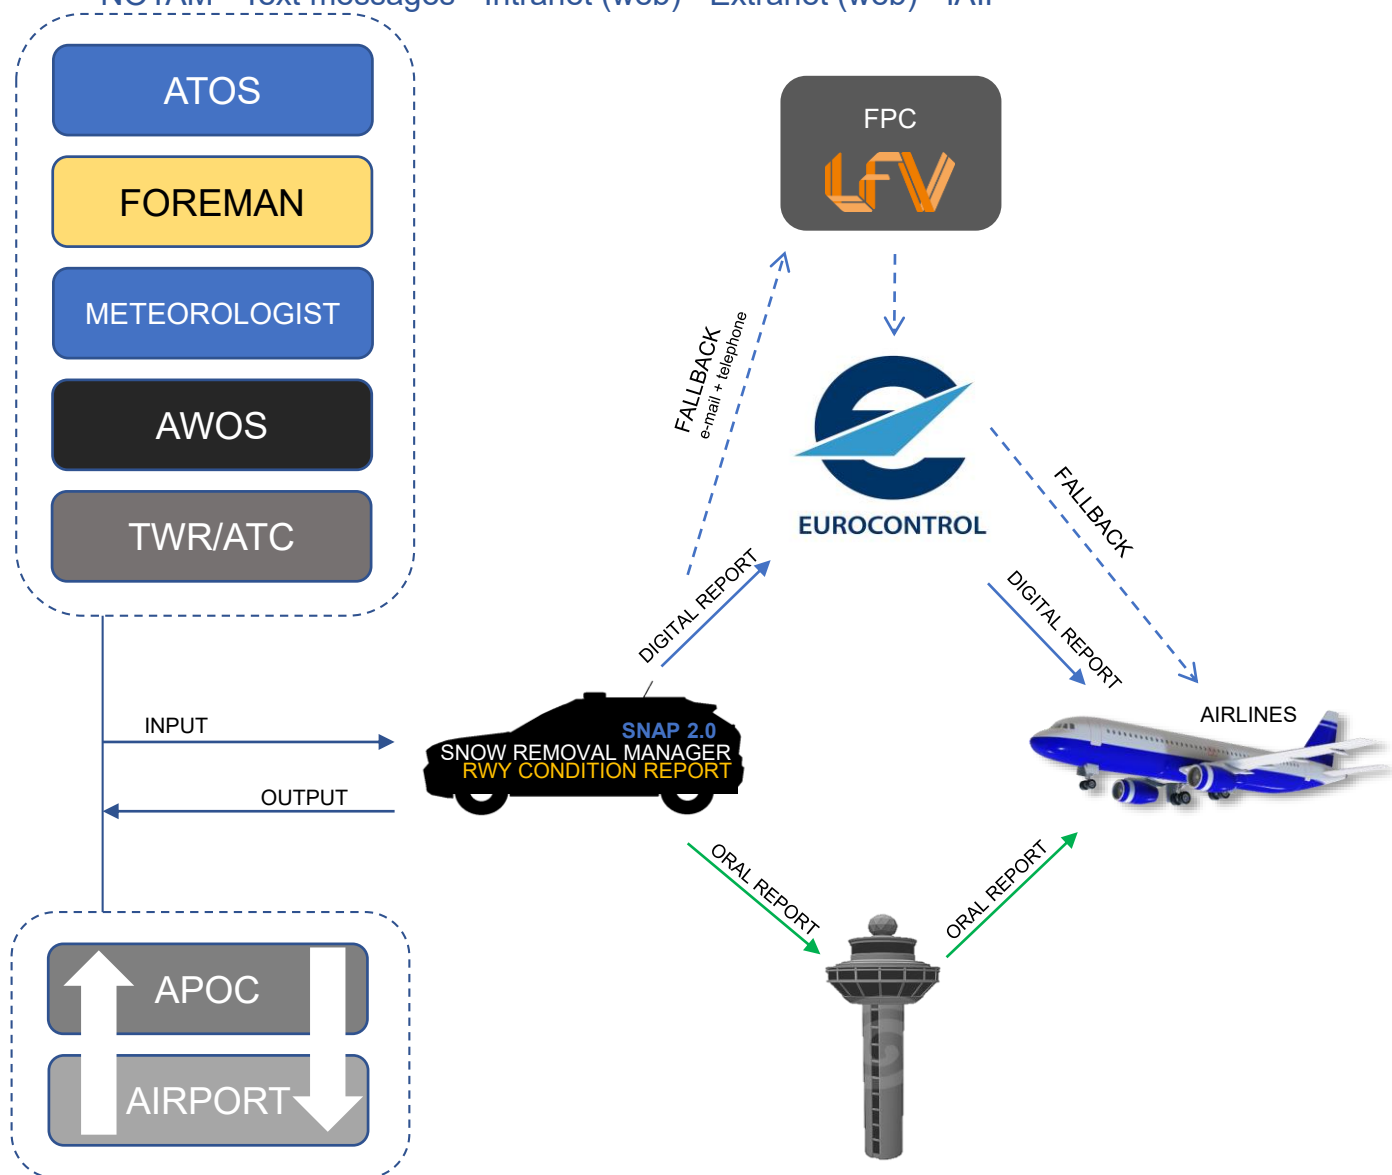 ATOS
FOREMAN
METEOROLOGIST
AWOS
TWR/ATC
FPC
LFV
FALLBACK
e-mail + telephone
EUROCONTROL
FALLBACK
DIGITAL REPORT
DIGITAL REPORT
INPUT
OUTPUT
SNAP 2.0
SNOW REMOVAL MANAGER
RWY CONDITION REPORT
AIRLINES
ORAL REPORT
ORAL REPORT
APOC
AIRPORT